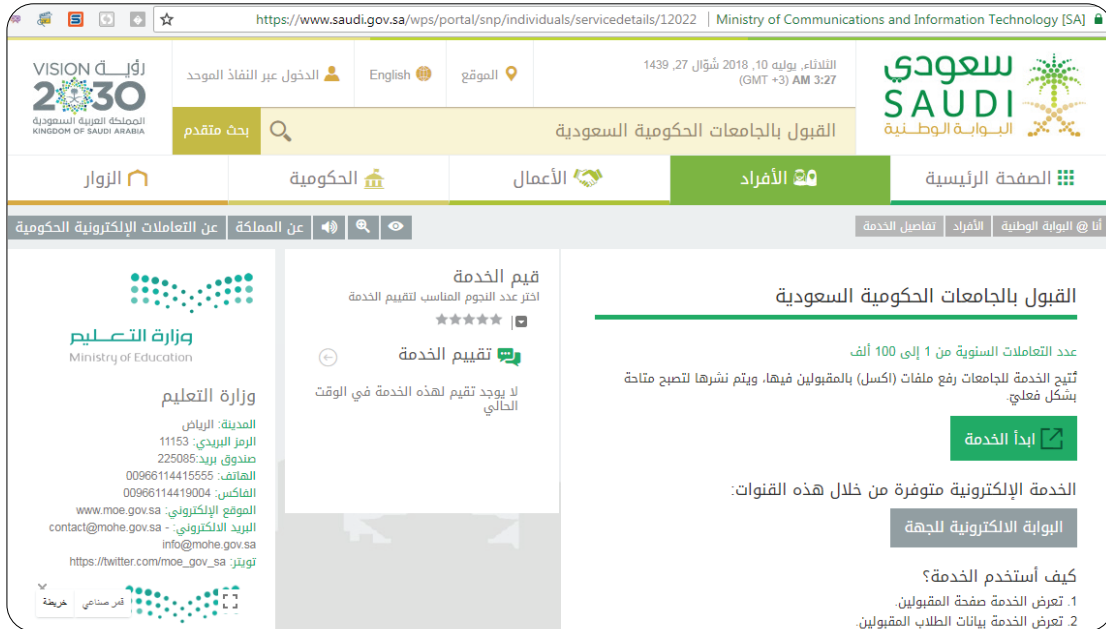 https://www.saudi.gov.sa/wps/portal/snp/individuals/servicedetails/12022 | Ministry of Communications and Information Technology [SA]
سعودي
SAUDI
البـــوابـــة الـوطـــنـية
الثلاثاء, يوليه 10, 2018 شوّال 27, 1439
(GMT +3) AM 3:27
الموقع
English
الدخول عبر النفاذ الموحد
VISION رؤيـــة
2030
المملكة العربية السعودية
KINGDOM OF SAUDI ARABIA
القبول بالجامعات الحكومية السعودية
بحث متقدم
الصفحة الرئيسية
الأفراد
الأعمال
الحكومية
الزوار
أنا @ البوابة الوطنية
الأفراد
تفاصيل الخدمة
عن المملكة
عن التعاملات الإلكترونية الحكومية
القبول بالجامعات الحكومية السعودية
عدد التعاملات السنوية من 1 إلى 100 ألف
تُتيح الخدمة للجامعات رفع ملفات (اكسل) بالمقبولين فيها، ويتم نشرها لتصبح متاحة
بشكل فعليّ.
ابدأ الخدمة
الخدمة الإلكترونية متوفرة من خلال هذه القنوات:
البوابة الالكترونية للجهة
كيف أستخدم الخدمة؟
1. تعرض الخدمة صفحة المقبولين.
2. تعرض الخدمة بيانات الطلاب المقبولين.
قيم الخدمة
اختر عدد النجوم المناسب لتقييم الخدمة
تقييم الخدمة
لا يوجد تقيم لهذه الخدمة في الوقت
الحالي
وزارة التعـــليم
Ministry of Education
وزارة التعليم
المدينة: الرياض
الرمز البريدي: 11153
صندوق بريد:225085
الهاتف: 00966114415555
الفاكس: 00966114419004
الموقع الإلكتروني: www.moe.gov.sa
البريد الالكتروني: - contact@mohe.gov.sa
info@mohe.gov.sa
تويتر: https://twitter.com/moe_gov_sa
قمر صناعي
خريطة